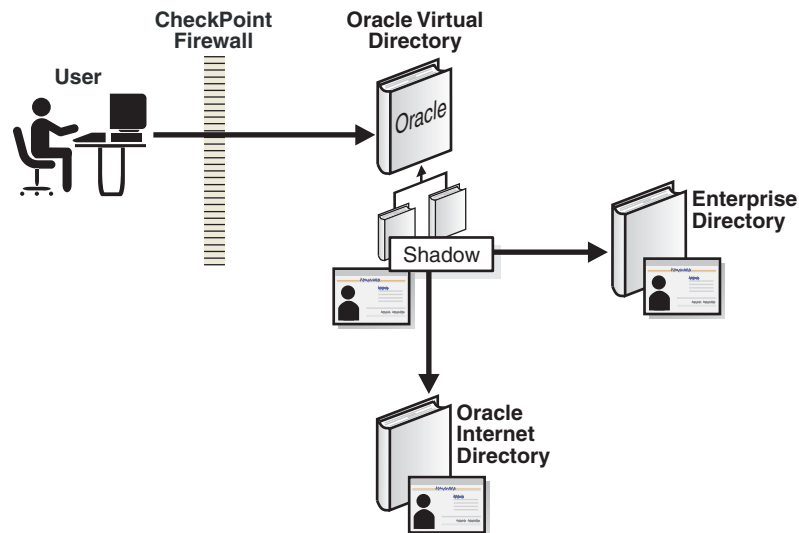 CheckPoint
Firewall
Oracle Virtual
Directory
User
Oracle
Enterprise
Directory
Shadow
Oracle
Internet
Directory